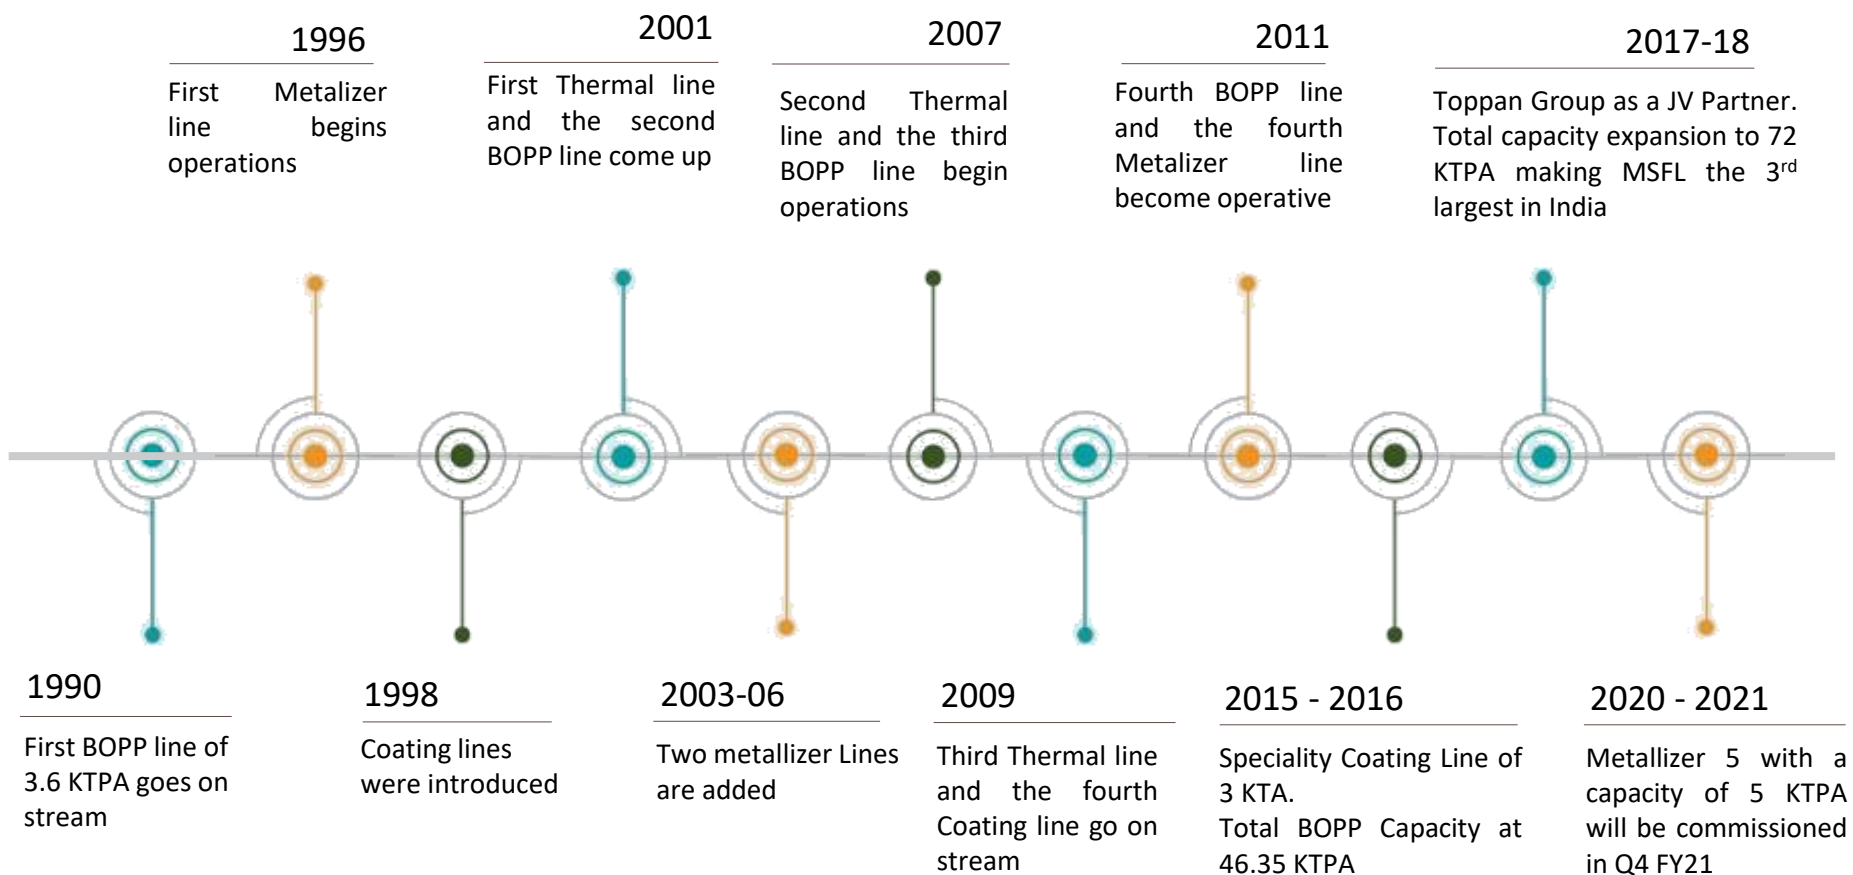 1996
First Metalizer
line begins
operations
2001
First Thermal line
and the second
BOPP line come up
2007
Second Thermal
line and the third
BOPP line begin
operations
2011
Fourth BOPP line
and the fourth
Metalizer line
become operative
2017-18
Toppan Group as a JV Partner.
Total capacity expansion to 72
KTPA making MSFL the 3rd
largest in India
1990
First BOPP line of
3.6 KTPA goes on
stream
1998
Coating lines
were introduced
2003-06
Two metallizer Lines
are added
2009
Third Thermal line
and the fourth
Coating line go on
stream
2015 - 2016
Speciality Coating Line of
3 KTA.
Total BOPP Capacity at
46.35 KTPA
2020 - 2021
Metallizer 5 with a
capacity of 5 KTPA
will be commissioned
in Q4 FY21